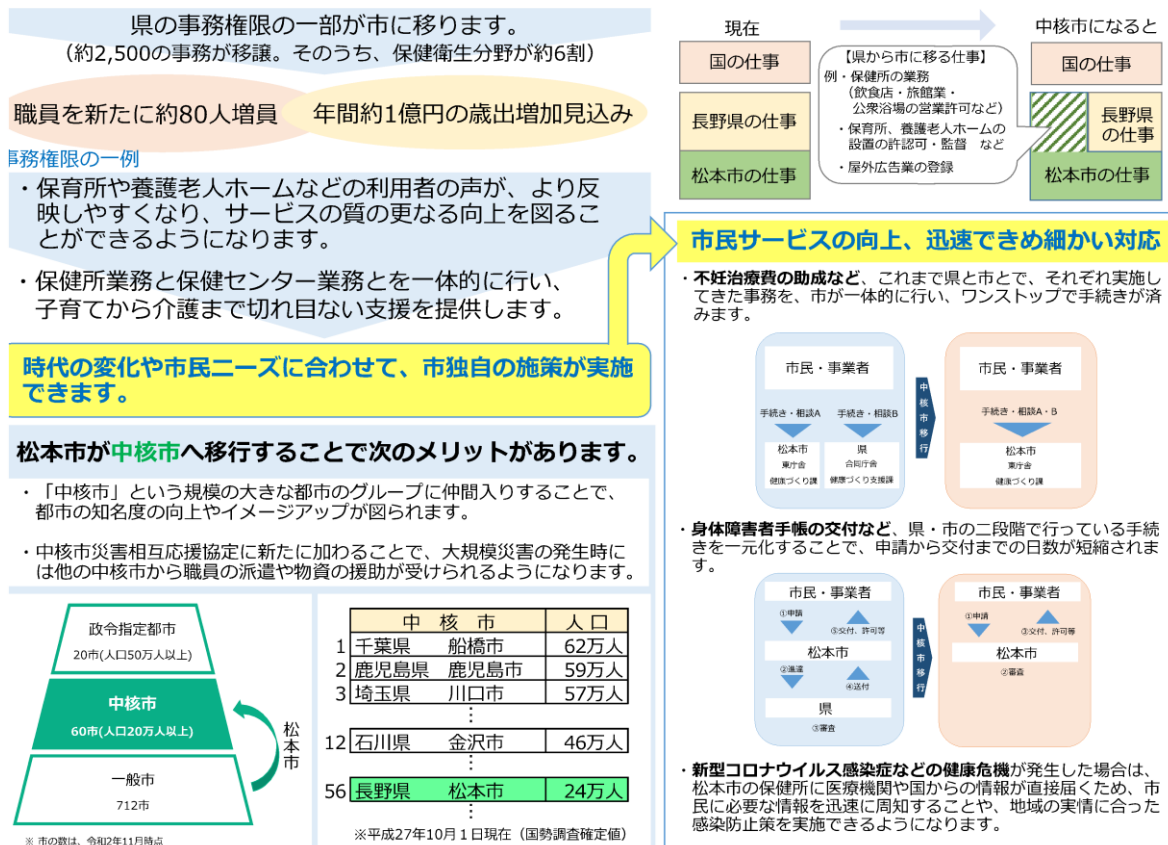 県の事務権限の一部が市に移ります。
(約2,500の事務が移譲。そのうち、保健衛生分野が約6割)
職員を新たに約80人増員
年間約1億円の歳出増加見込み
事務権限の一例
・保育所や養護老人ホームなどの利用者の声が、より反
映しやすくなり、サービスの質の更なる向上を図るこ
とができるようになります。
・保健所業務と保健センター業務とを一体的に行い、
子育てから介護まで切れ目ない支援を提供します。
時代の変化や市民ニーズに合わせて、市独自の施策が実施
できます。
松本市が中核市へ移行することで次のメリットがあります。
・「中核市」という規模の大きな都市のグループに仲間入りすることで、
都市の知名度の向上やイメージアップが図られます。
・中核市災害相互応援協定に新たに加わることで、大規模災害の発生時に
は他の中核市から職員の派遣や物資の援助が受けられるようになります。
政令指定都市
20市(人口50万人以上)
中核市
60市(人口20万人以上)
一般市
712市
松本市
※ 市の数は、令和2年11月時点
中 核 市 人口
1 千葉県 船橋市 62万人
2 鹿児島県 鹿児島市 59万人
3 埼玉県 川口市 57万人
⋮
12 石川県 金沢市 46万人
⋮
56 長野県 松本市 24万人
※平成27年10月1日現在(国勢調査確定値)
現在
中核市になると
国の仕事
長野県の仕事
松本市の仕事
【県から市に移る仕事】
例・保健所の業務
(飲食店・旅館業・
公衆浴場の営業許可など)
・保育所、養護老人ホームの
設置の許認可・監督 など
・屋外広告業の登録
国の仕事
長野県
の仕事
松本市の仕事
市民サービスの向上、迅速できめ細かい対応
・不妊治療費の助成など、これまで県と市とで、それぞれ実施し
てきた事務を、市が一体的に行い、ワンストップで手続きが済
みます。
市民・事業者
手続き・相談A 手続き・相談B
松本市 県
東庁舎 合同庁舎
健康づくり課 健康づくり支援課
中核市移行
市民・事業者
手続き・相談A・B
松本市
東庁舎
健康づくり課
・身体障害者手帳の交付など、県・市の二段階で行っている手続
きを一元化することで、申請から交付までの日数が短縮されま
す。
市民・事業者
①申請
⑤交付、許可等
松本市
②進達
④送付
県
③審査
中核市移行
市民・事業者
①申請
③交付、許可等
松本市
②審査
・新型コロナウイルス感染症などの健康危機が発生した場合は、
松本市の保健所に医療機関や国からの情報が直接届くため、市
民に必要な情報を迅速に周知することや、地域の実情に合った
感染防止策を実施できるようになります。